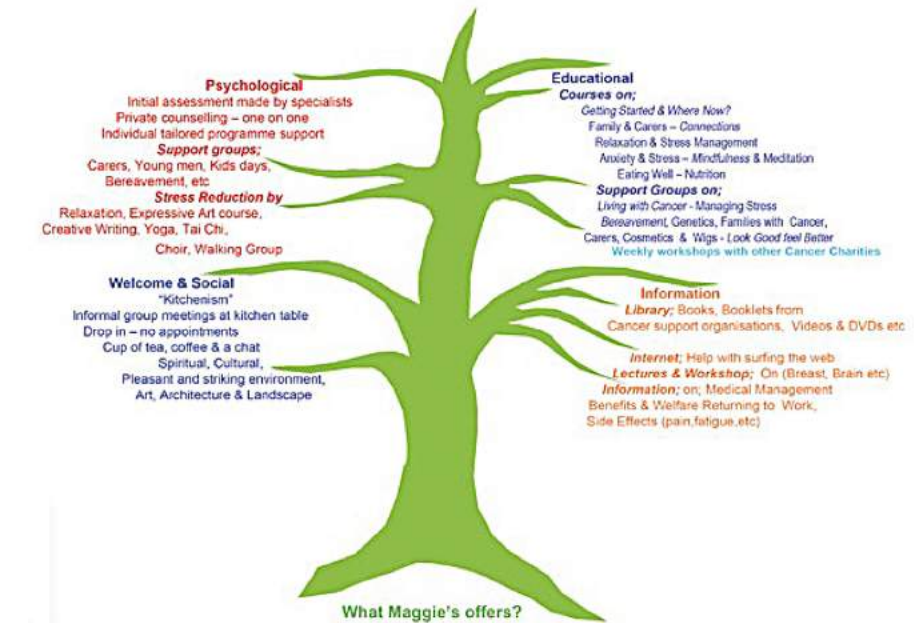 Psychological
Initial assessment made by specialists
Private counselling – one on one
Individual tailored programme support
Support groups;
Carers, Young men, Kids days,
Bereavement, etc
Stress Reduction by
Relaxation, Expressive Art course,
Creative Writing, Yoga, Tai Chi,
Choir, Walking Group
Welcome & Social
"Kitchenism"
Informal group meetings at kitchen table
Drop in – no appointments
Cup of tea, coffee & a chat
Spiritual, Cultural,
Pleasant and striking environment,
Art, Architecture & Landscape
Educational
Courses on;
Getting Started & Where Now?
Family & Carers – Connections
Relaxation & Stress Management
Anxiety & Stress – Mindfulness & Meditation
Eating Well – Nutrition
Support Groups on;
Living with Cancer - Managing Stress
Bereavement, Genetics, Families with Cancer,
Carers, Cosmetics & Wigs - Look Good feel Better
Weekly workshops with other Cancer Charities
Information
Library; Books, Booklets from
Cancer support organisations, Videos & DVDs etc
Internet; Help with surfing the web
Lectures & Workshop; On (Breast, Brain etc)
Information; on; Medical Management
Benefits & Welfare Returning to Work,
Side Effects (pain,fatigue,etc)
What Maggie's offers?